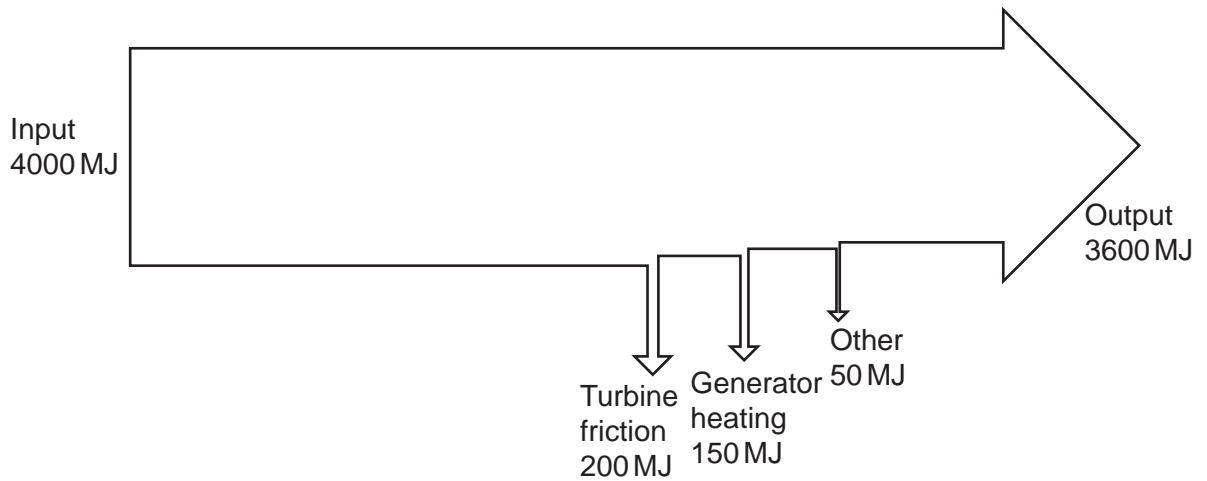 Input
4000 MJ
Output
3600 MJ
Turbine
friction
200 MJ
Generator
heating
150 MJ
Other
50 MJ